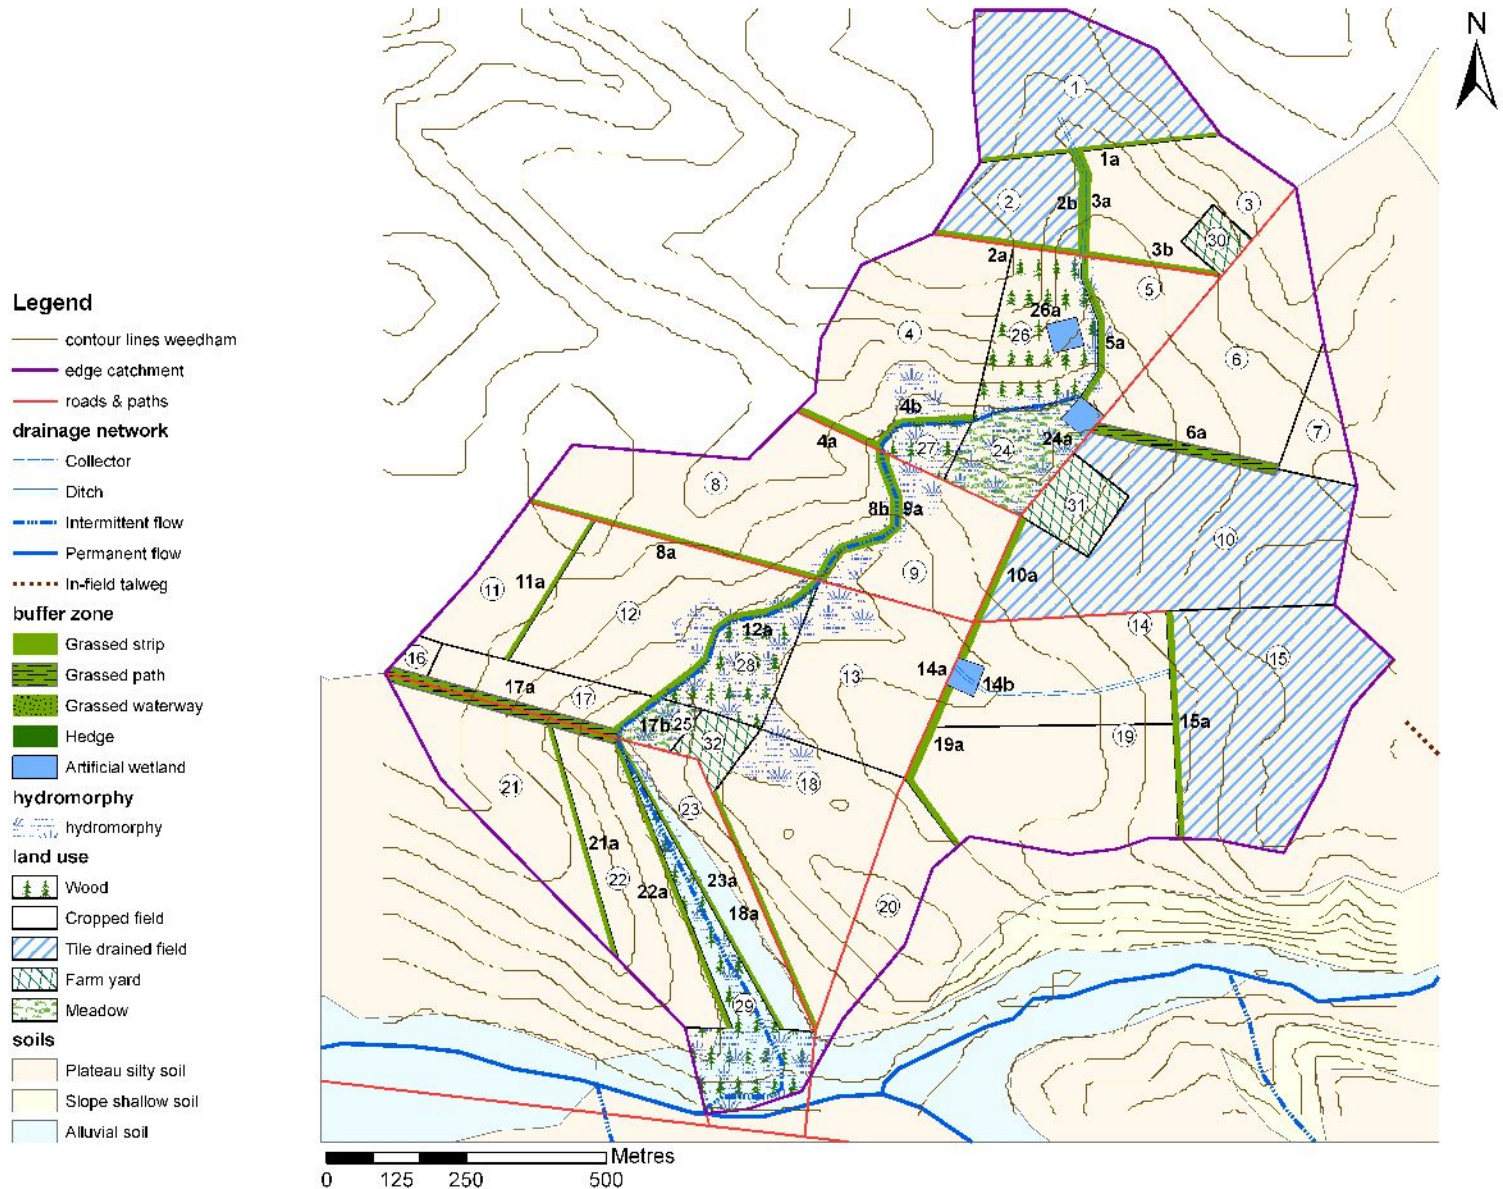 N
1
1a
2
2b
3a
3
30
3b
2a
5
26a
26
4
5a
6
4b
24a
6a
7
4a
27
24
8
31
8b
9a
10
8a
9
10a
11a
11
12
14
12a
16
28
14a
14b
15
13
17a
17
17b
25
32
19a
19
15a
21
18
23
21a
22
22a
23a
18a
20
29
Legend
contour lines weedham
edge catchment
roads & paths
drainage network
Collector
Ditch
Intermittent flow
Permanent flow
In-field talweg
buffer zone
Grassed strip
Grassed path
Grassed waterway
Hedge
Artificial wetland
hydromorphy
hydromorphy
land use
Wood
Cropped field
Tile drained field
Farm yard
Meadow
soils
Plateau silty soil
Slope shallow soil
Alluvial soil
Metres
0 125 250 500